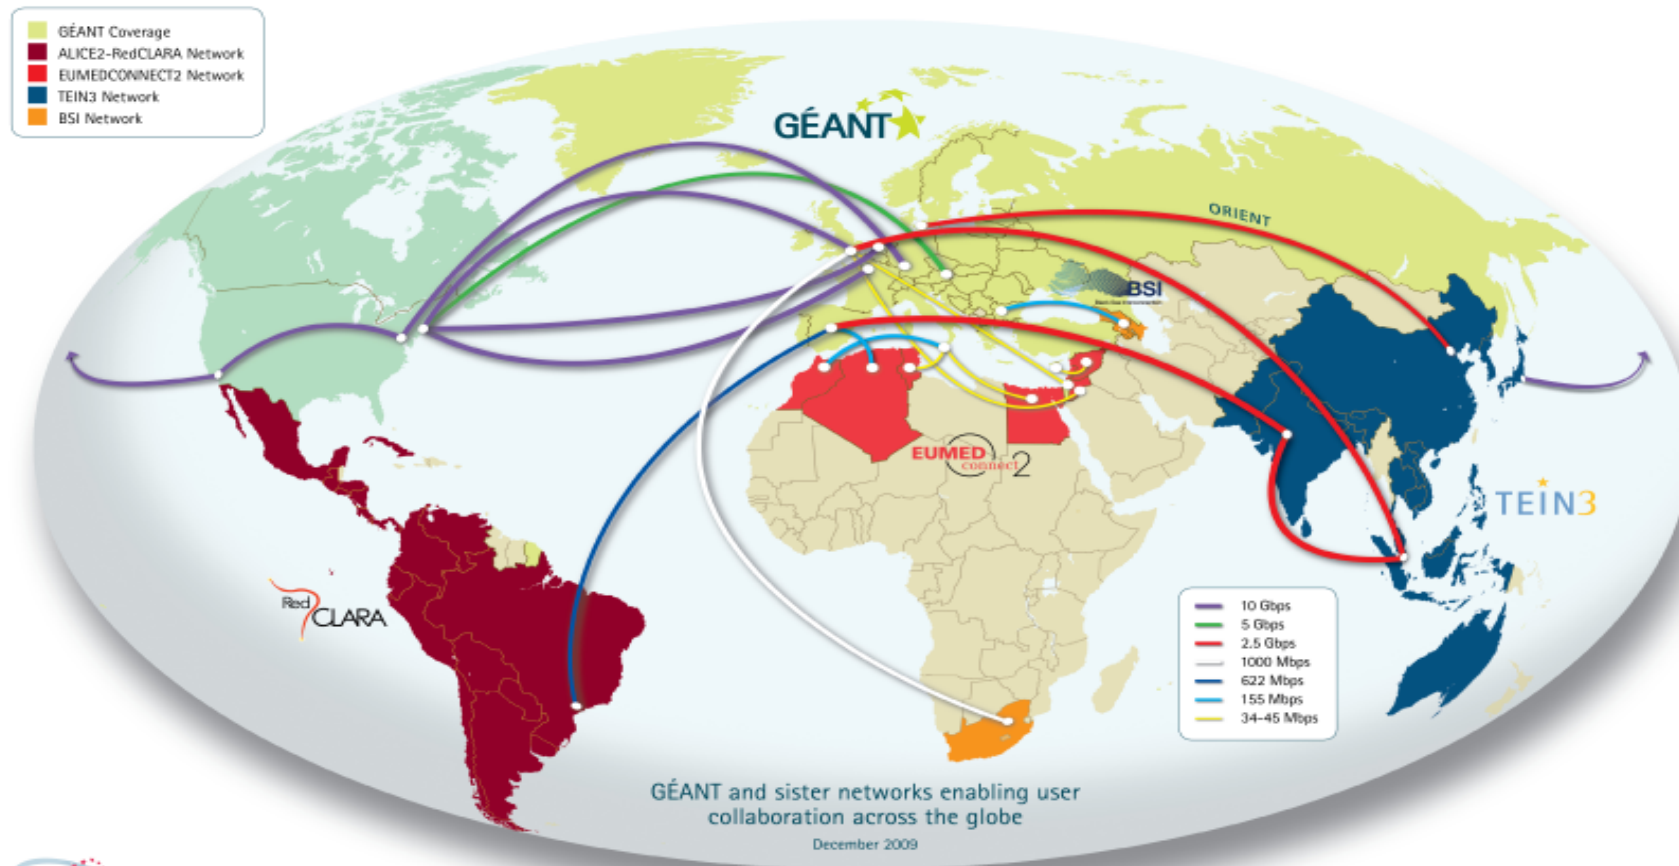 GÉANT Coverage
ALICE2-RedCLARA Network
EUMEDCONNECT2 Network
TEIN3 Network
BSI Network
GÉANT
ORIENT
BSI
EUMED
connect 2
TEIN3
Red
CLARA
10 Gbps
5 Gbps
2.5 Gbps
1000 Mbps
622 Mbps
155 Mbps
34-45 Mbps
GÉANT and sister networks enabling user
collaboration across the globe
December 2009